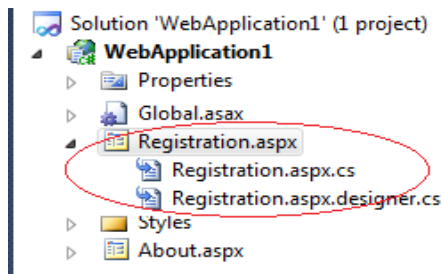 Solution 'WebApplication1' (1 project)
WebApplication1
Properties
Global.asax
Registration.aspx
Registration.aspx.cs
Registration.aspx.designer.cs
Styles
About.aspx